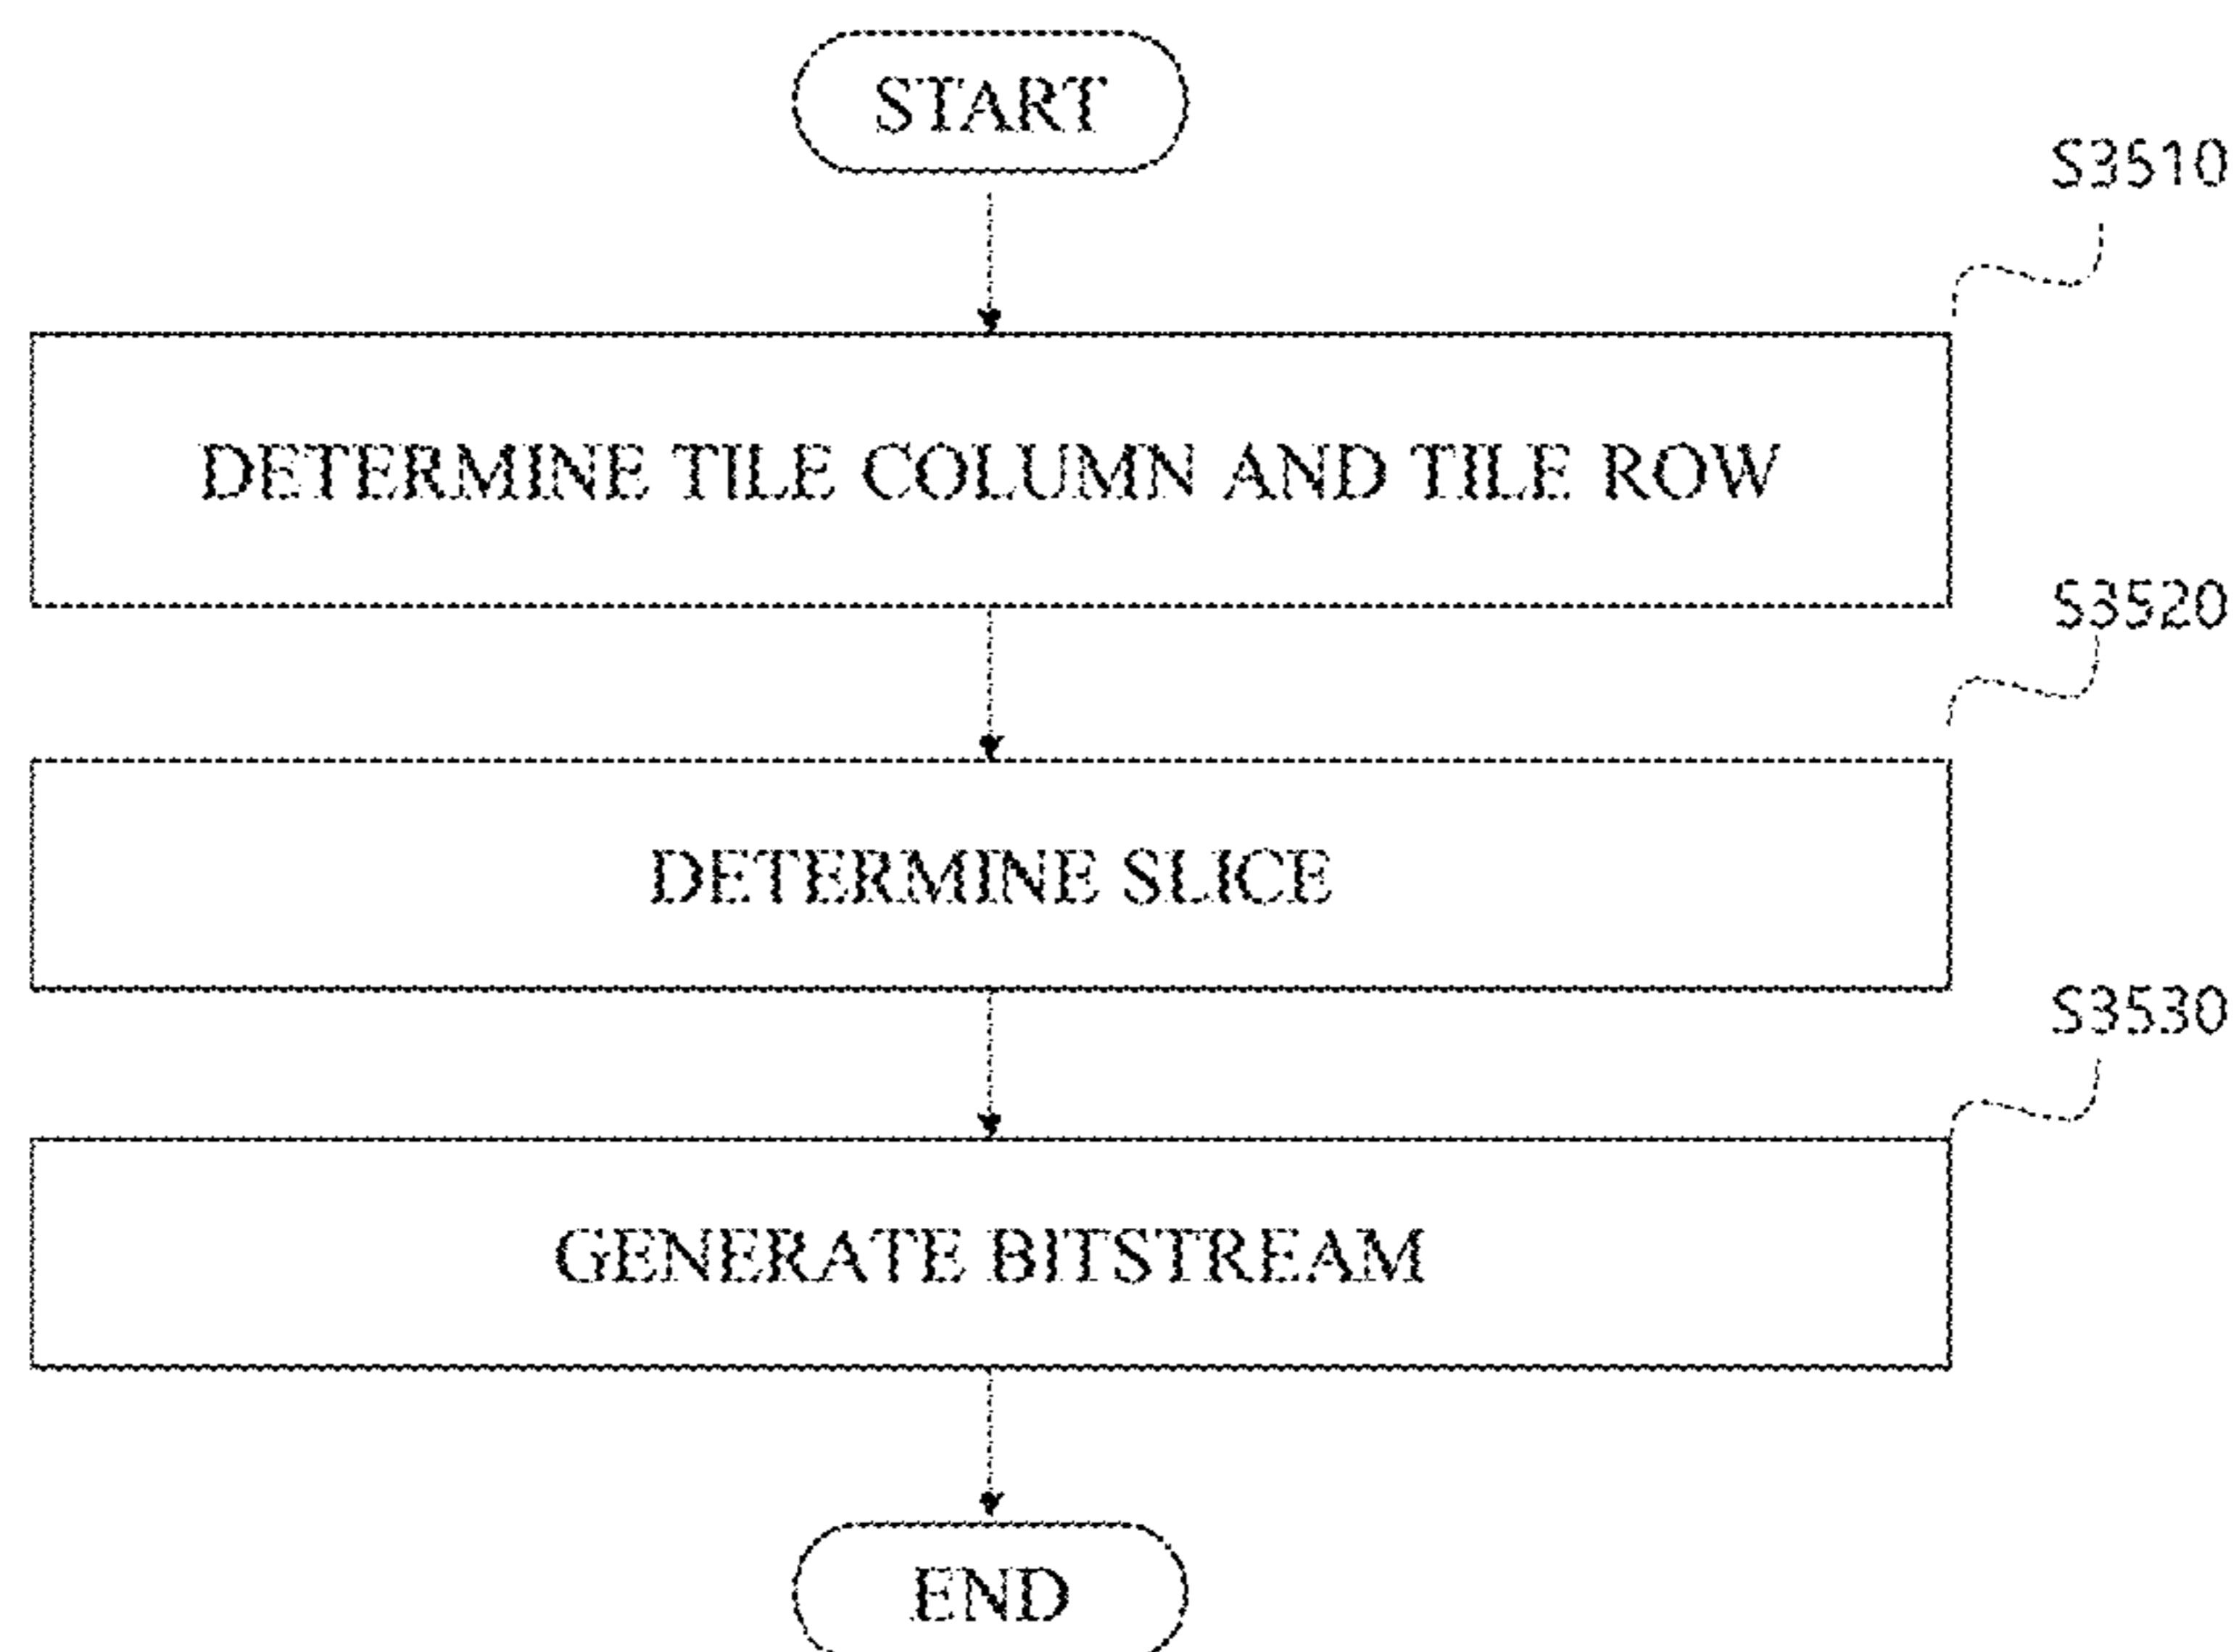 START
S3510
DETERMINE TILE COLUMN AND TILE ROW
S3520
DETERMINE SLICE
S3530
GENERATE BITSTREAM
END